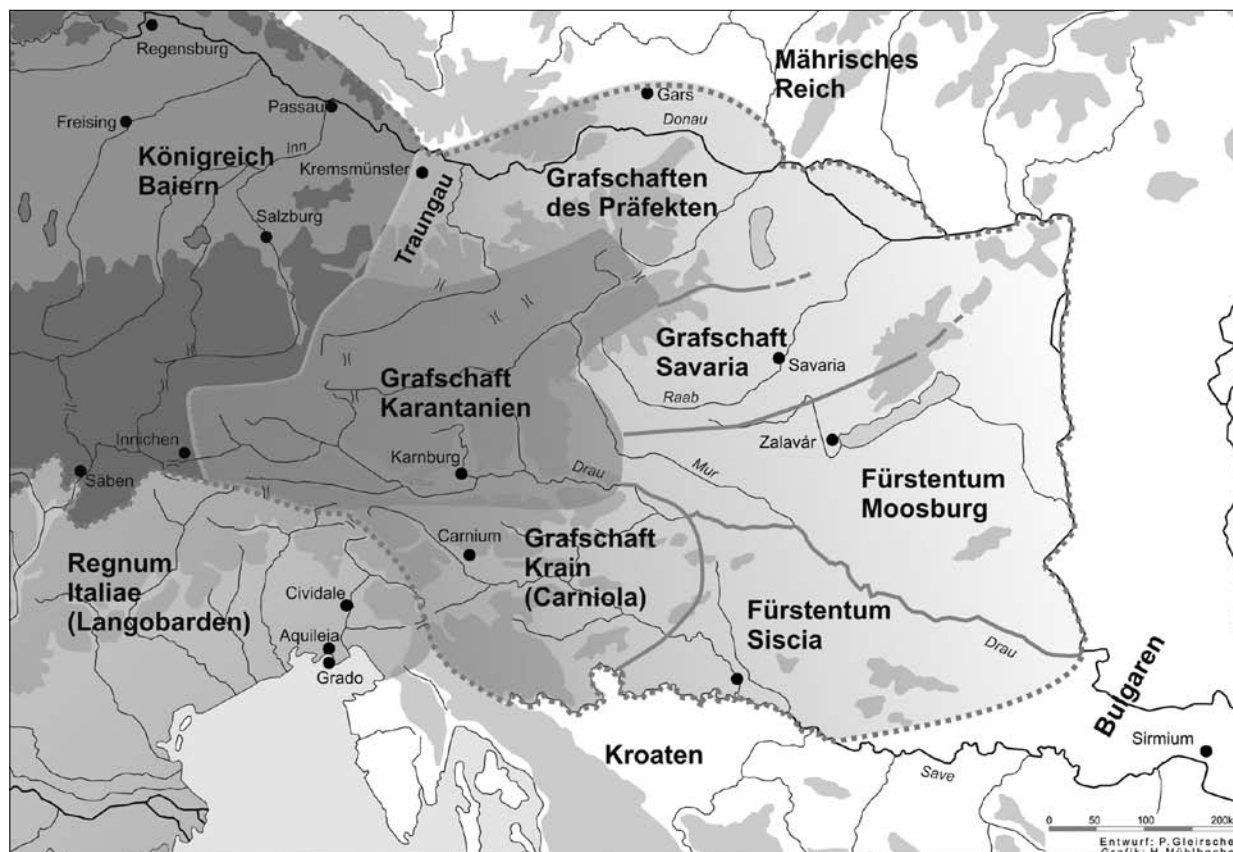 Regensburg
Mährisches
Reich
Gars
Passau
Donau
Freising
Inn
Königreich
Baiern
Kremsmünster
Traungau
Grafschaften
des Präfekten
Salzburg
Grafschaft
Savaria
Savaria
Grafschaft
Karantanien
Raab
Innichen
Zalavár
Säben
Karnburg
Drau
Mur
Fürstentum
Moosburg
Carnium
Grafschaft
Krain
(Carniola)
Regnum
Italiae
(Langobarden)
Cividale
Fürstentum
Siscia
Aquileia
Grado
Drau
Bulgaren
Kroaten
Sirmium
Save
0 50 100 200k
Entwurf: P.Gleirsche